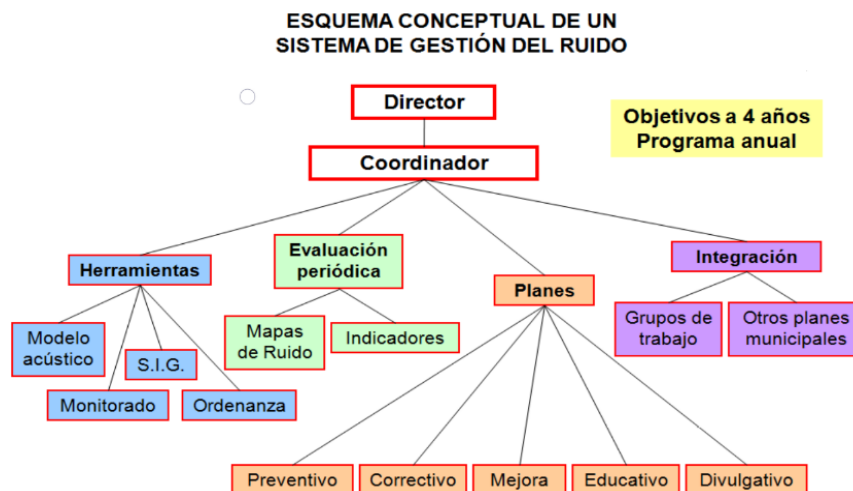 ESQUEMA CONCEPTUAL DE UN
SISTEMA DE GESTIÓN DEL RUIDO
Director
Objetivos a 4 años
Programa anual
Coordinador
Herramientas
Evaluación
periódica
Planes
Integración
Modelo
acústico
S.I.G.
Monitorado
Ordenanza
Mapas
de Ruido
Indicadores
Grupos de
trabajo
Otros planes
municipales
Preventivo
Correctivo
Mejora
Educativo
Divulgativo